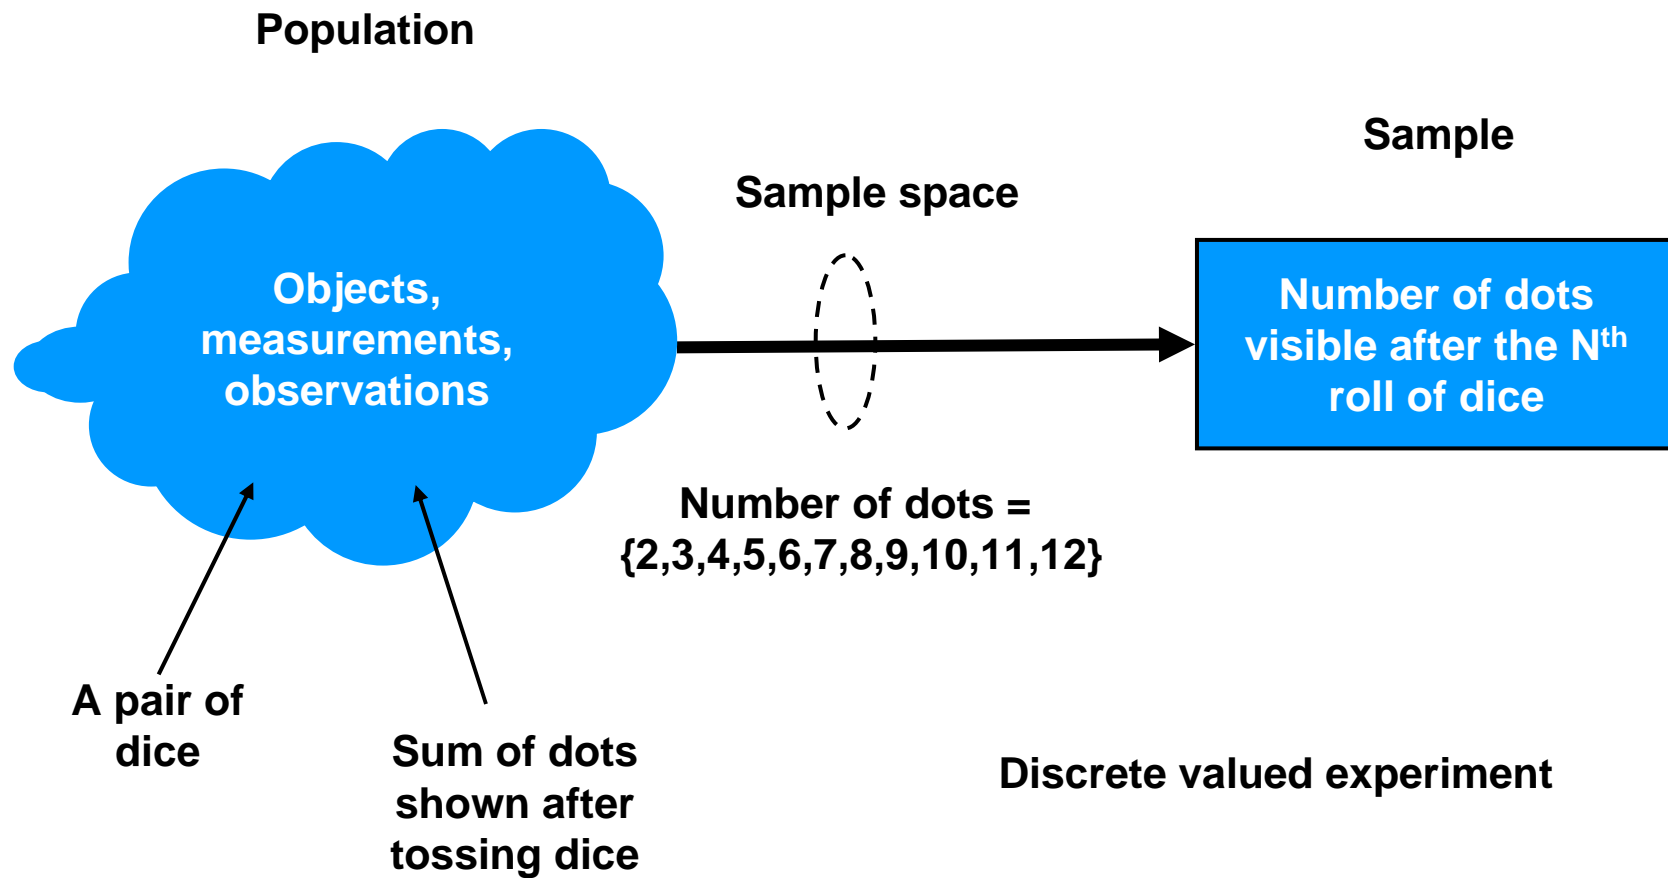 Population
Sample
Sample space
Objects,
measurements,
observations
Number of dots
visible after the Nth
roll of dice
Number of dots =
{2,3,4,5,6,7,8,9,10,11,12}
A pair of
dice
Sum of dots
shown after
tossing dice
Discrete valued experiment